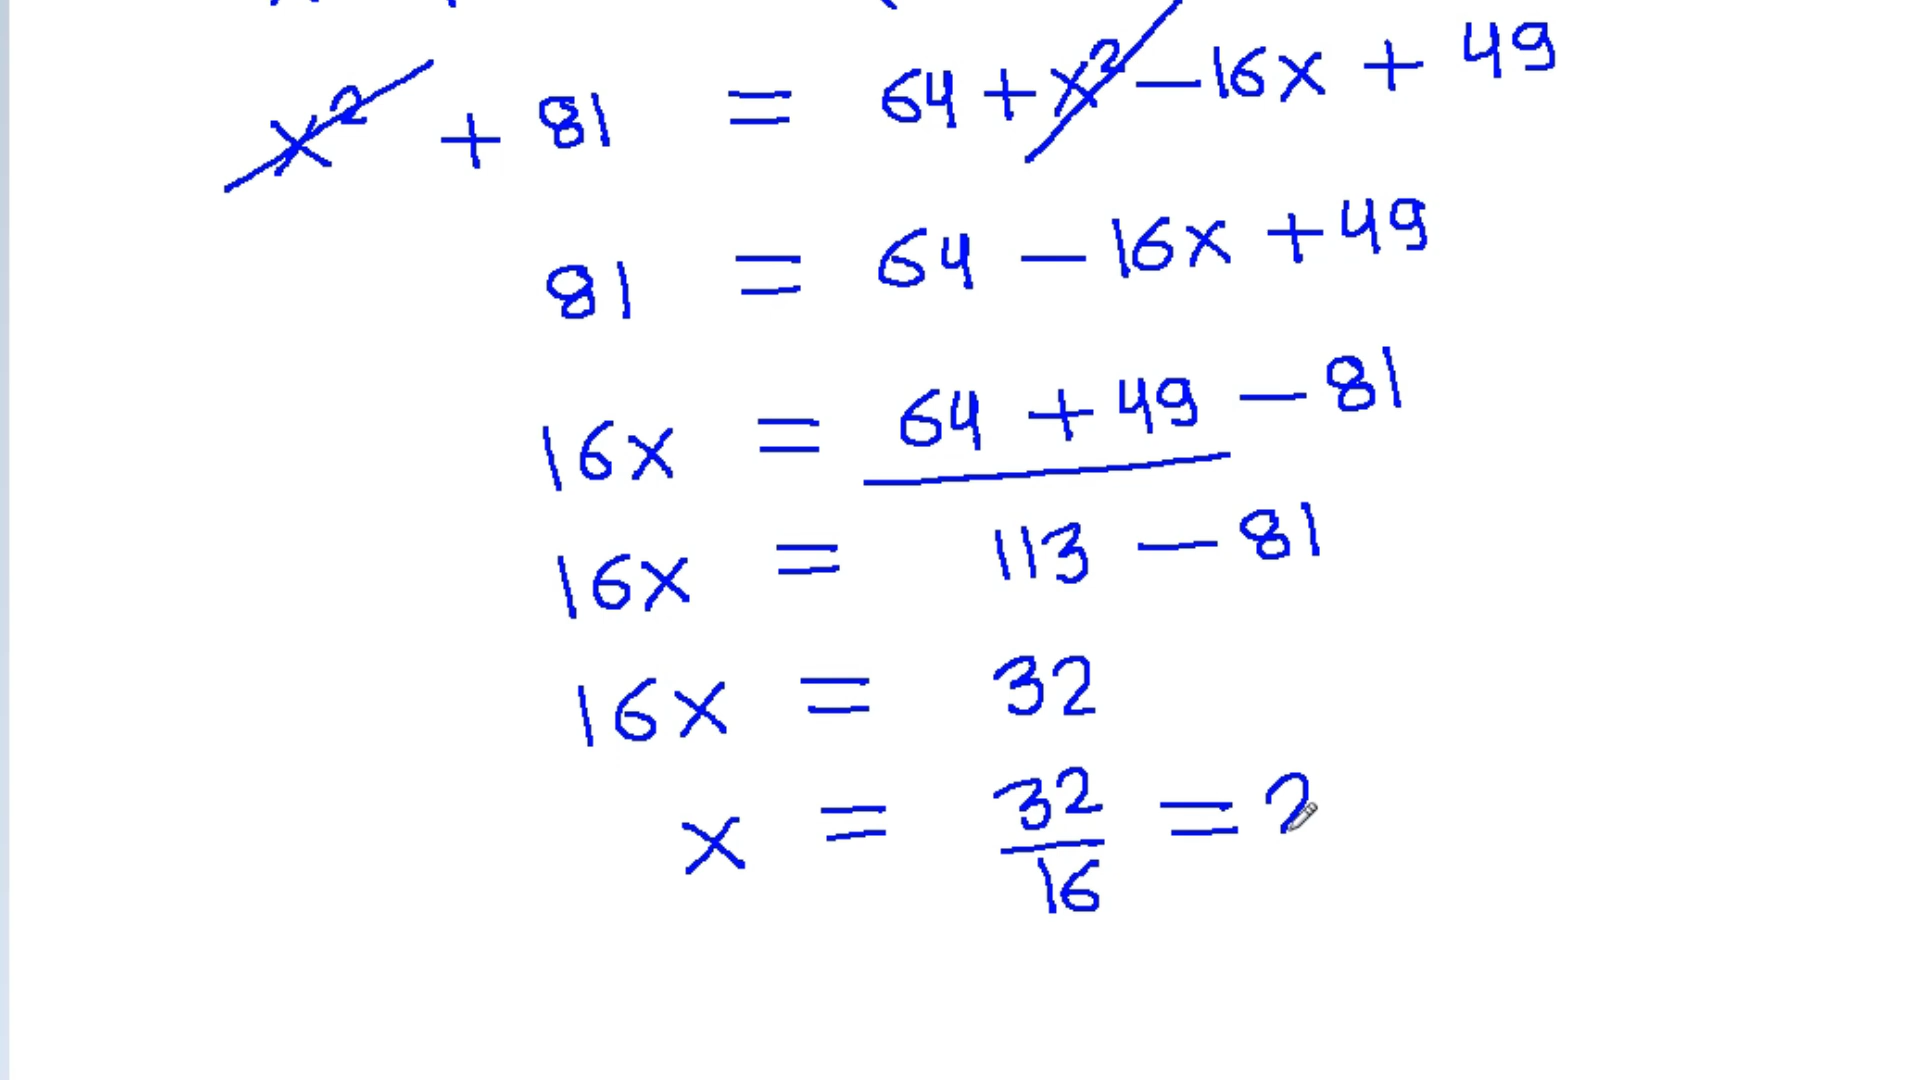 x² + 81 = 64 + x² - 16x + 49
81 = 64 - 16x + 49
16x = 64 + 49 - 81
16x = 113 - 81
16x = 32
x = 32/16 = 2